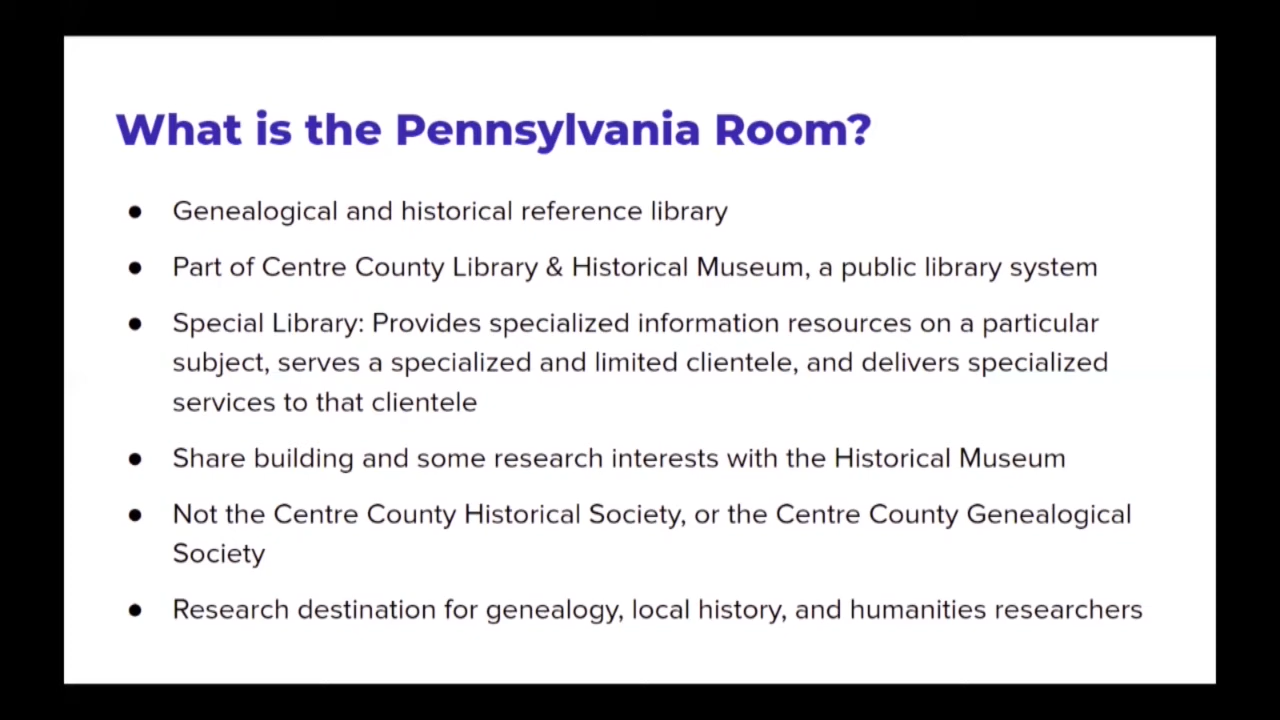 What is the Pennsylvania Room?
● Genealogical and historical reference library
● Part of Centre County Library & Historical Museum, a public library system
● Special Library: Provides specialized information resources on a particular
subject, serves a specialized and limited clientele, and delivers specialized
services to that clientele
● Share building and some research interests with the Historical Museum
● Not the Centre County Historical Society, or the Centre County Genealogical
Society
● Research destination for genealogy, local history, and humanities researchers